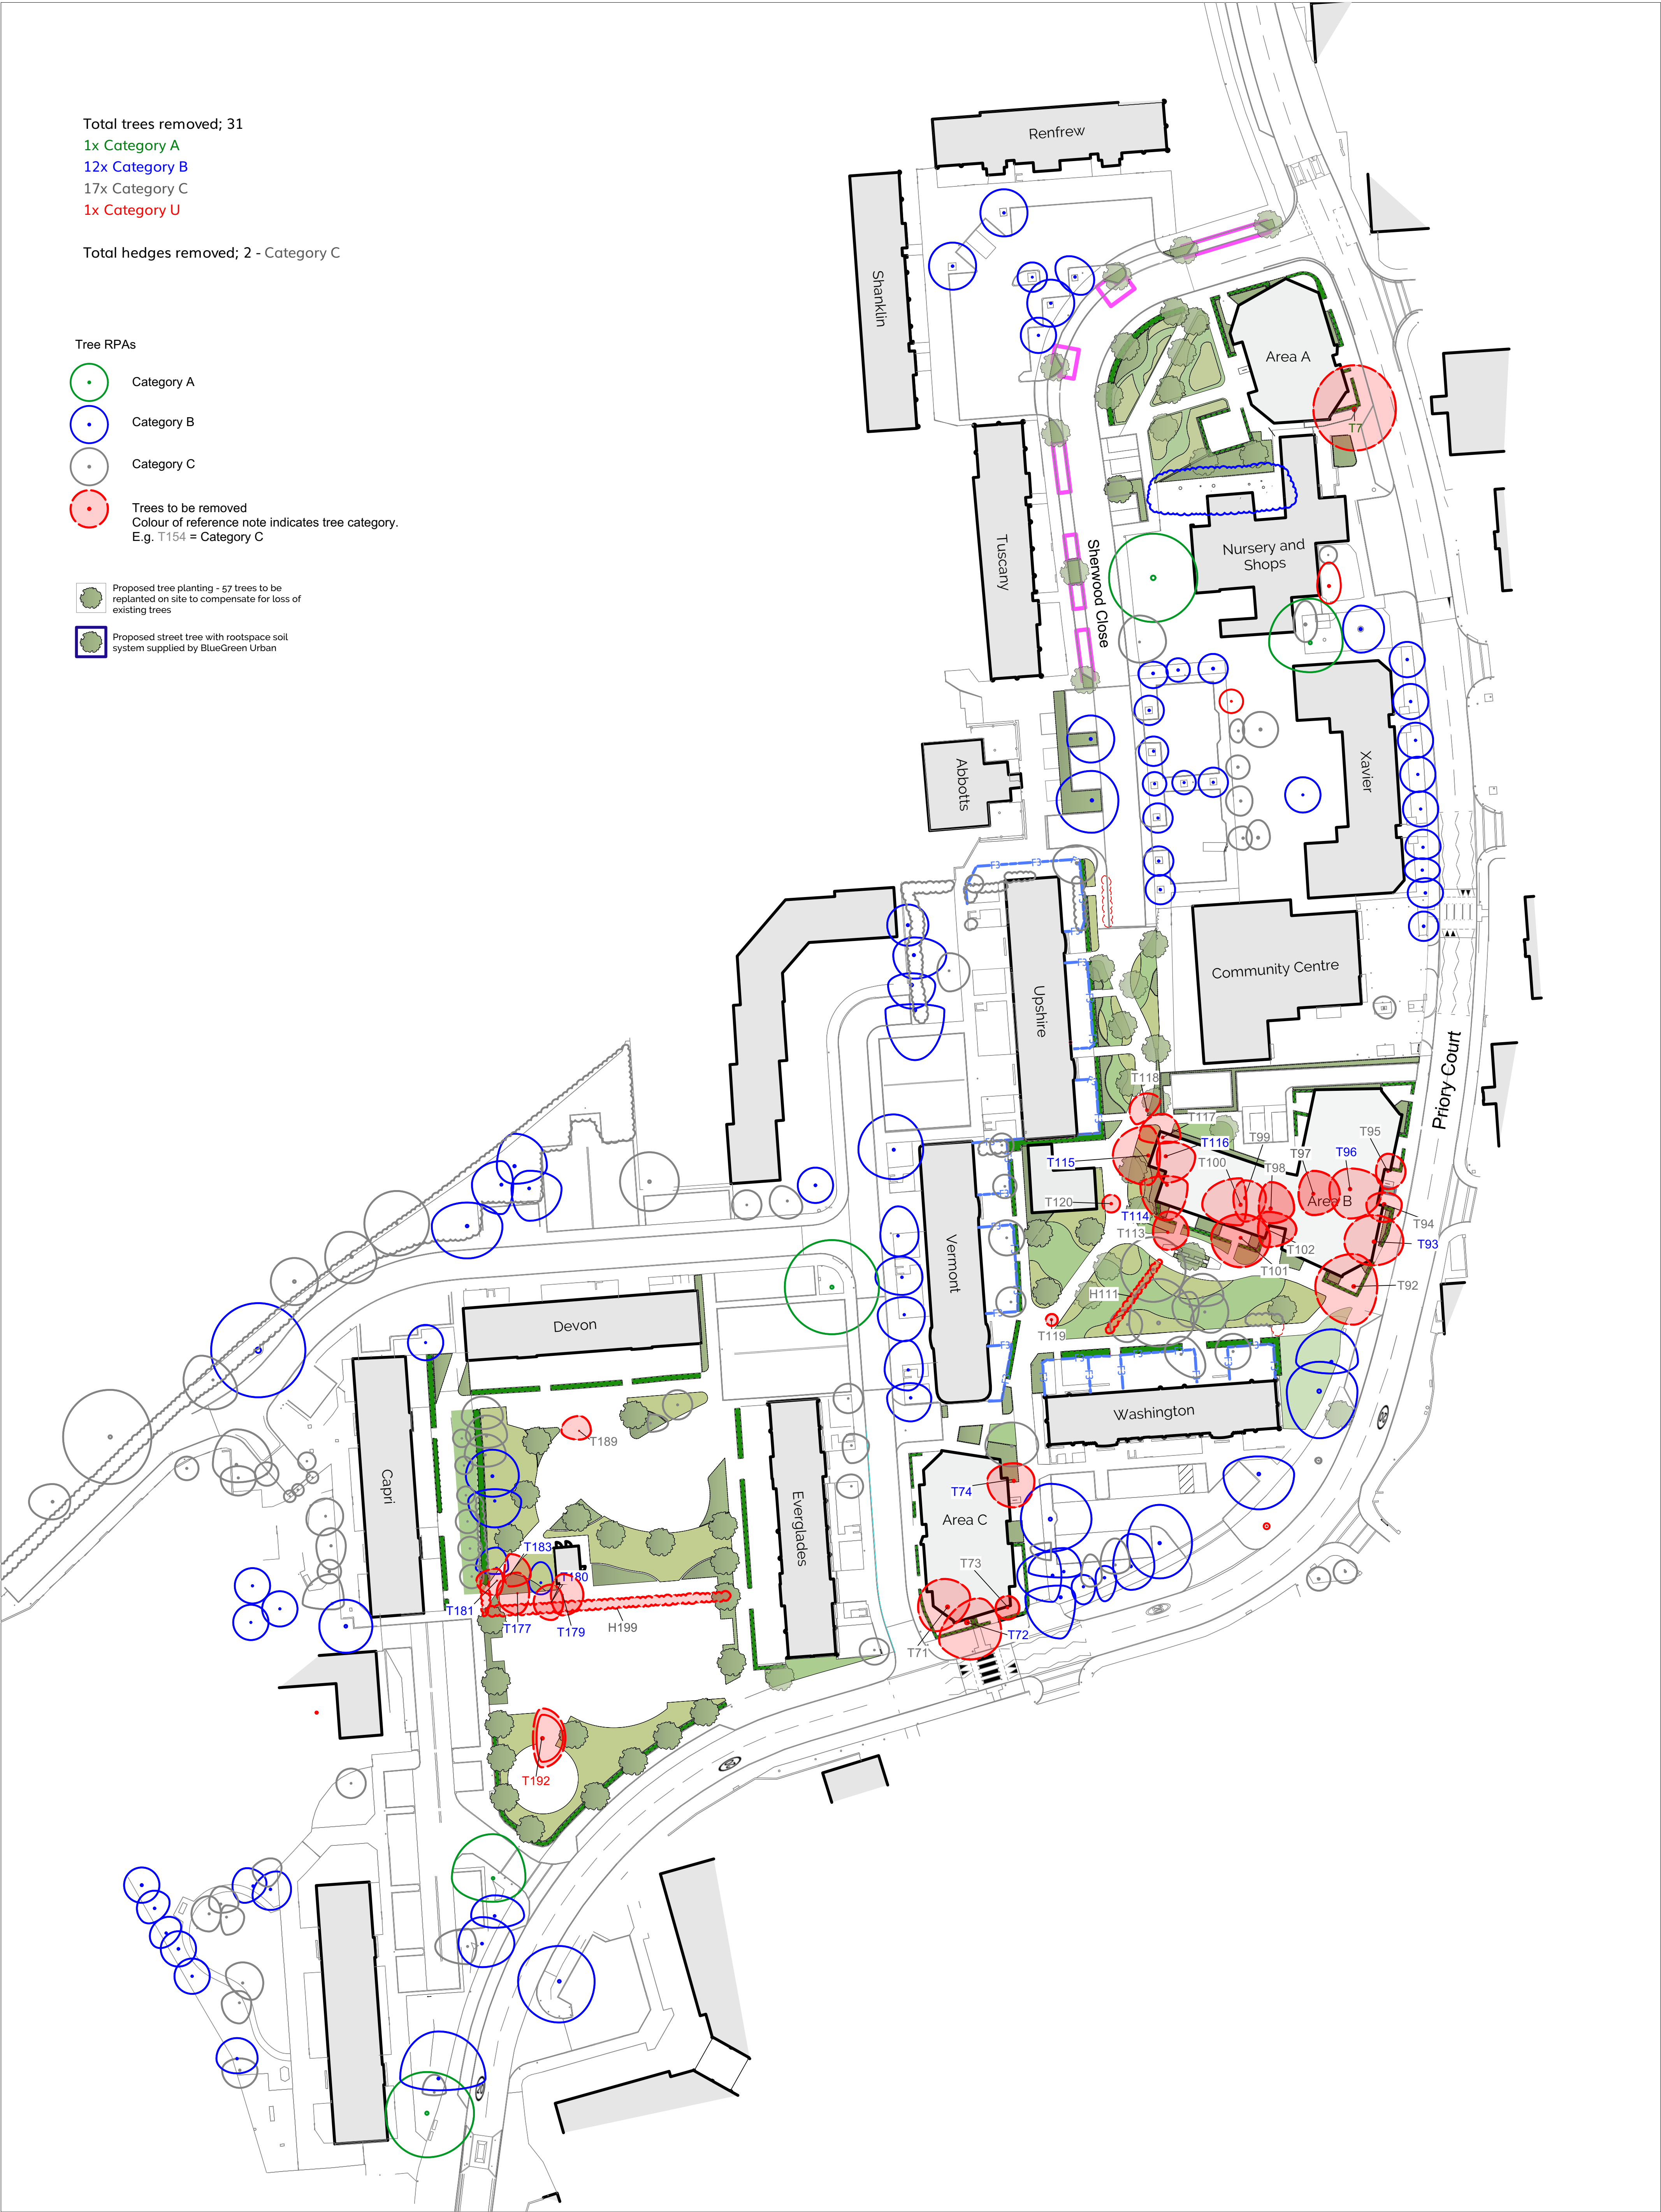 Total trees removed; 31
1x Category A
12x Category B
17x Category C
1x Category U
Total hedges removed; 2 - Category C
Tree RPAs
Category A
Category B
Category C
Trees to be removed
Colour of reference note indicates tree category.
E.g. T154 = Category C
Proposed tree planting - 57 trees to be
replanted on site to compensate for loss of
existing trees
Proposed street tree with rootspace soil
system supplied by BlueGreen Urban
Renfrew
Shanklin
Area A
T7
Tuscany
Sherwood Close
Nursery and
Shops
Abbotts
Xavier
F3
F3
F3
Upshire
Community Centre
Priory Court
T118
T117
T116
T99
T95
T115
T100
T98
T97
T96
T120
Area B
T114
T94
T113
T102
T93
T101
T92
Vermont
H111
T119
Devon
Washington
T189
Capri
Everglades
T74
Area C
T183
T73
T180
T181
T177
T179
H199
T72
T71
T192